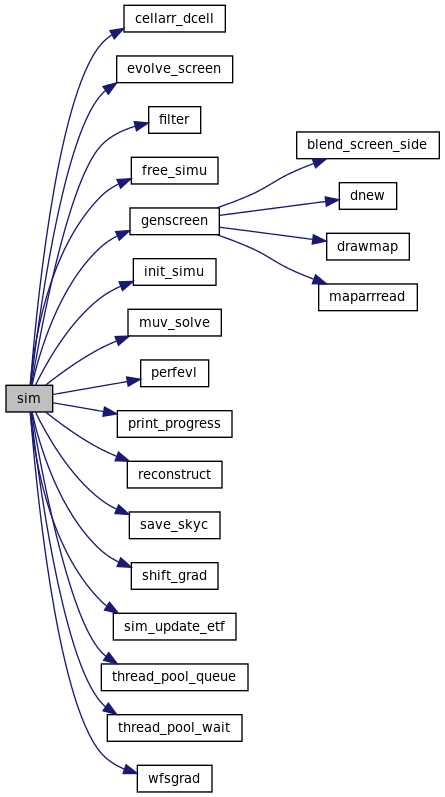 cellarr_dcell
evolve_screen
filter
free_simu
genscreen
blend_screen_side
dnew
drawmap
maparrread
init_simu
muv_solve
perfevl
sim
print_progress
reconstruct
save_skyc
shift_grad
sim_update_etf
thread_pool_queue
thread_pool_wait
wfsgrad